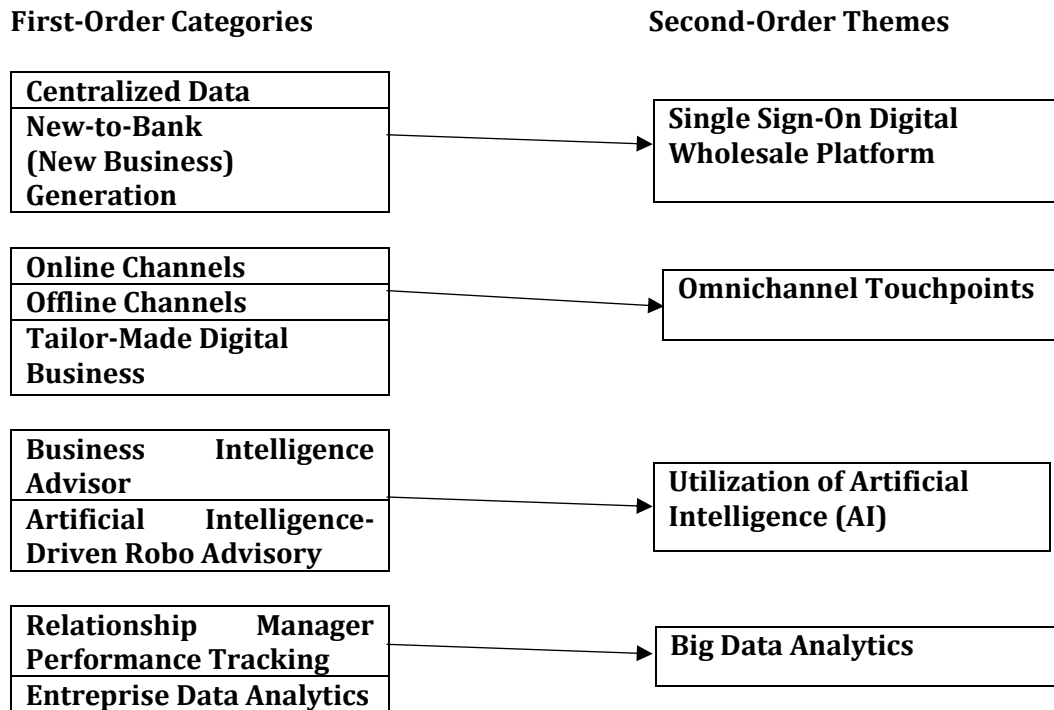 First-Order Categories
Second-Order Themes
Centralized Data
New-to-Bank
(New Business)
Generation
Single Sign-On Digital
Wholesale Platform
Online Channels
Offline Channels
Tailor-Made Digital
Business
Omnichannel Touchpoints
Business Intelligence
Advisor
Artificial Intelligence-
Driven Robo Advisory
Utilization of Artificial
Intelligence (AI)
Relationship Manager
Performance Tracking
Entreprise Data Analytics
Big Data Analytics